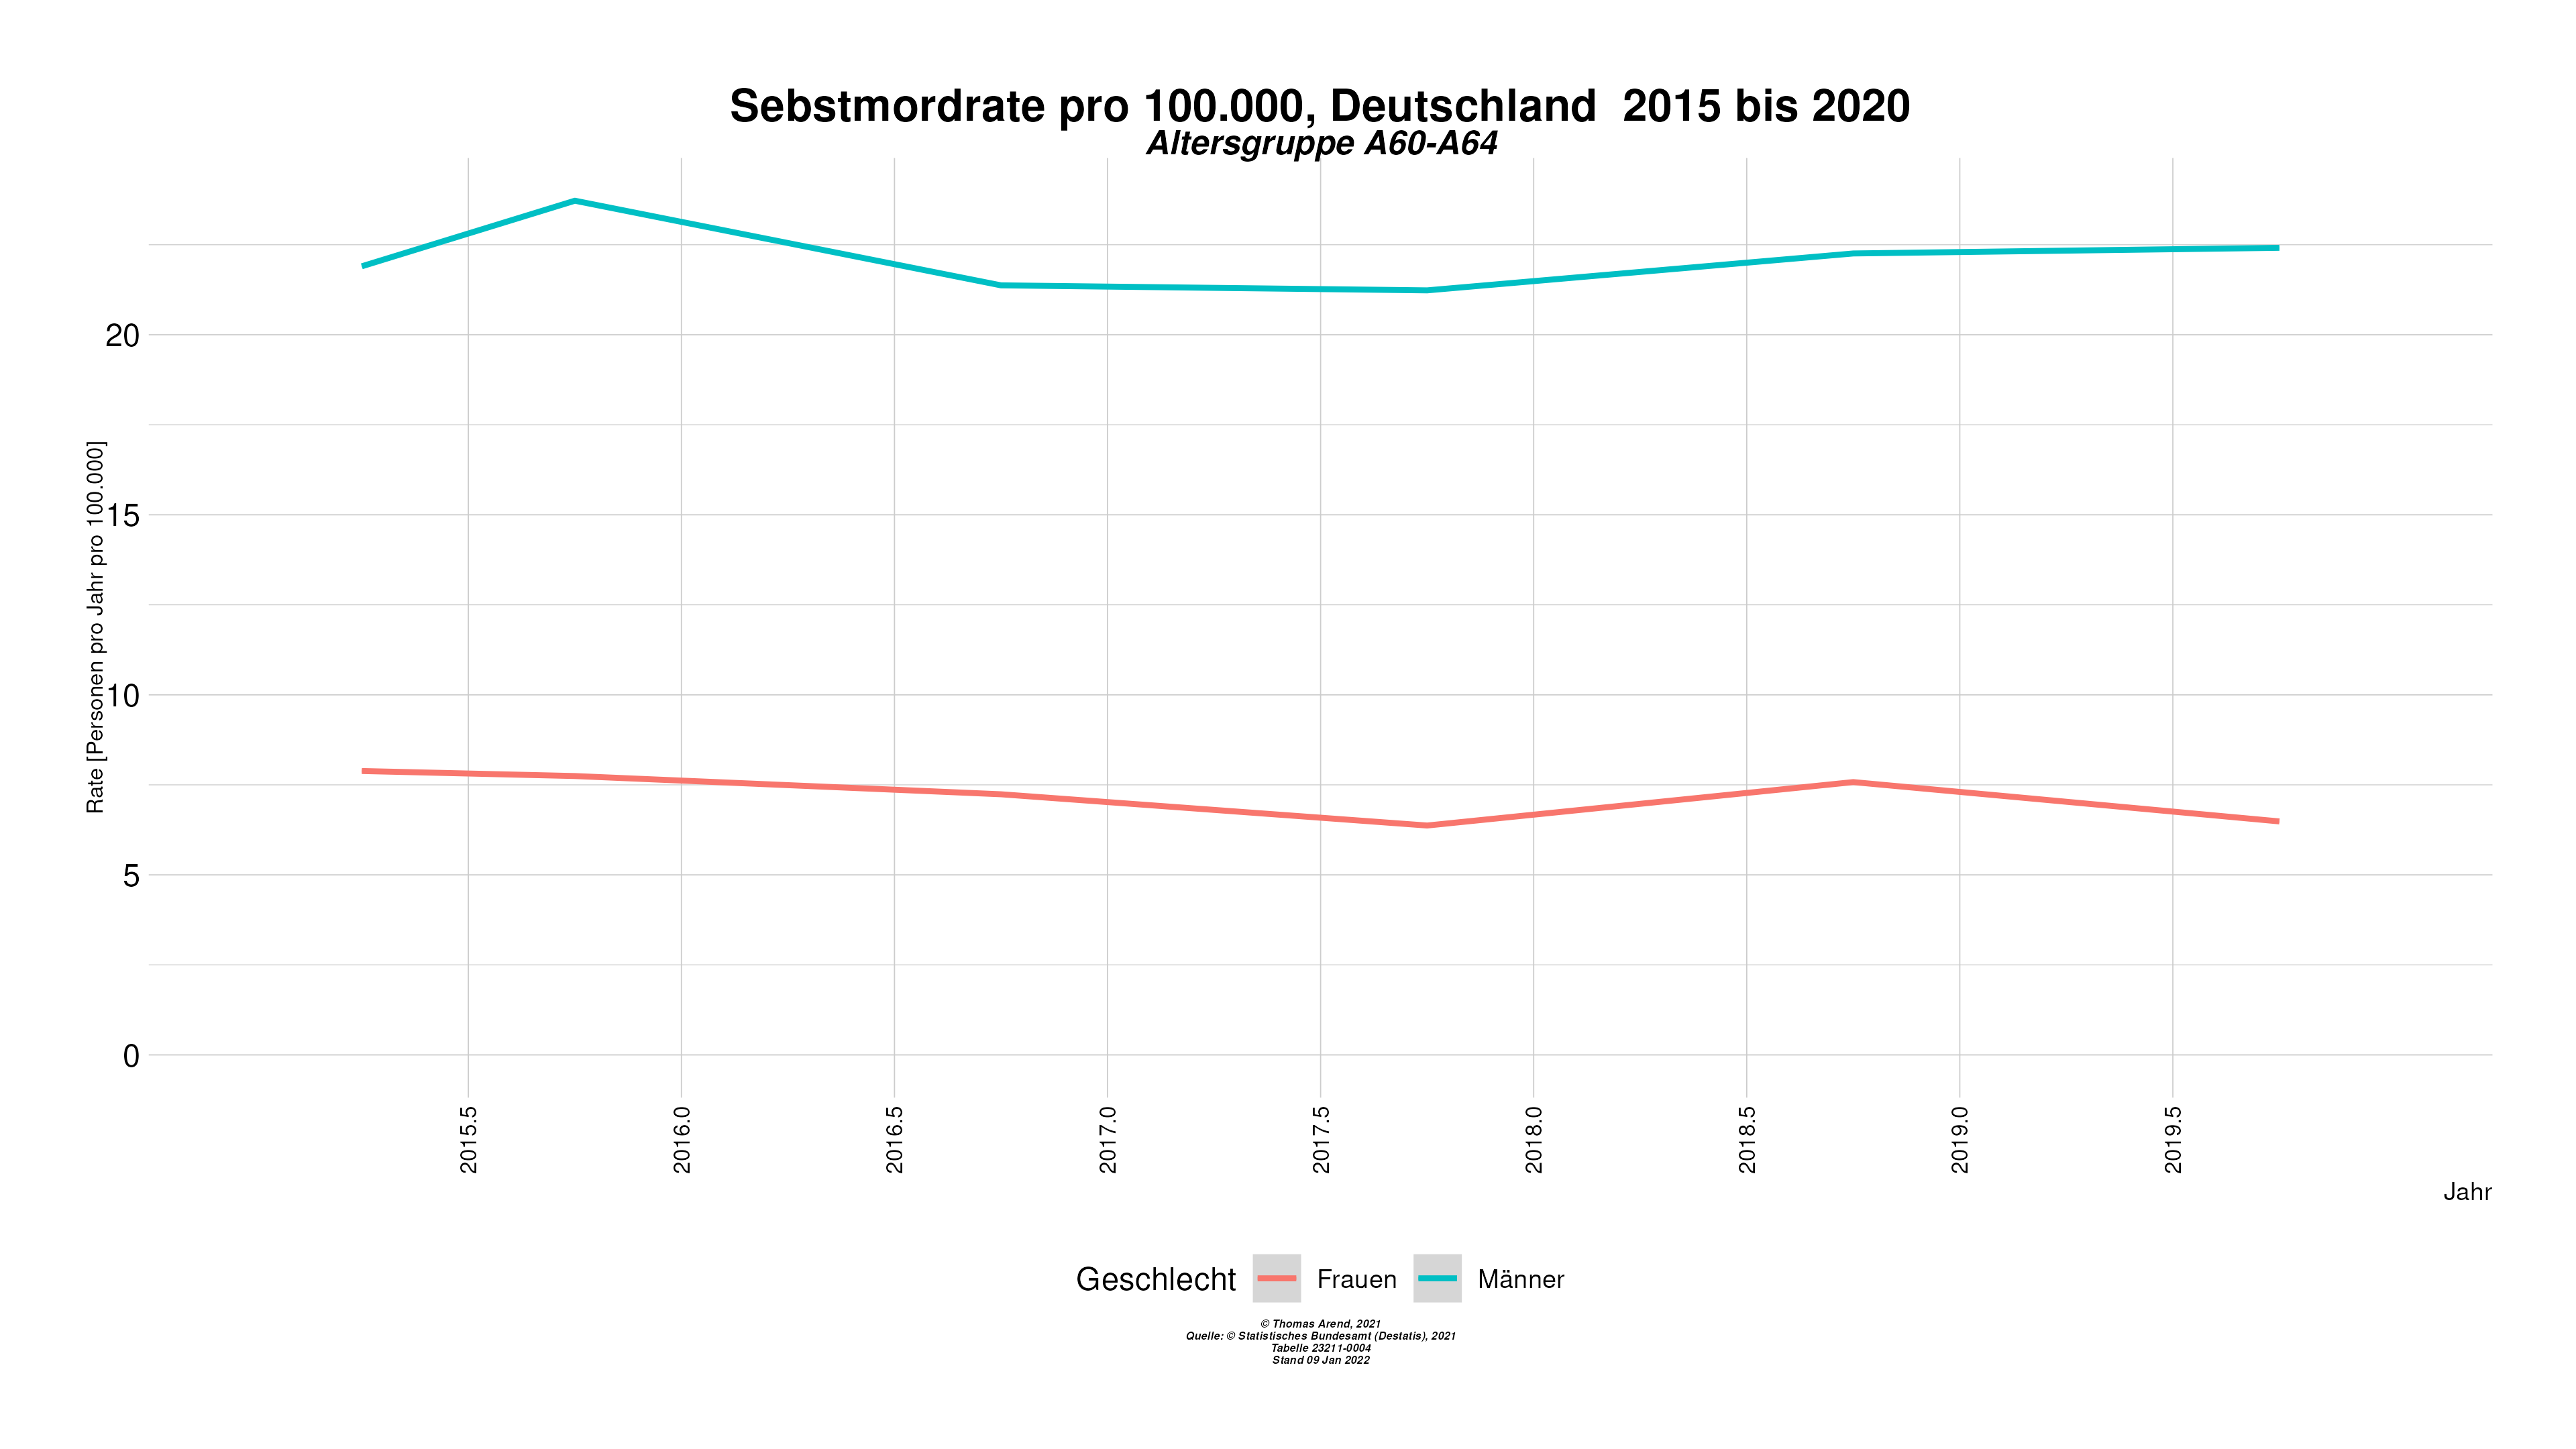 Sebstmordrate pro 100.000, Deutschland  2015 bis 2020
Altersgruppe A60-A64
Rate [Personen pro Jahr pro 100.000]
20
15
10
5
0
2015.5
2016.0
2016.5
2017.0
2017.5
2018.0
2018.5
2019.0
2019.5
Jahr
Geschlecht Frauen Männer
© Thomas Arend, 2021
Quelle: © Statistisches Bundesamt (Destatis), 2021
Tabelle 23211-0004
Stand 09 Jan 2022